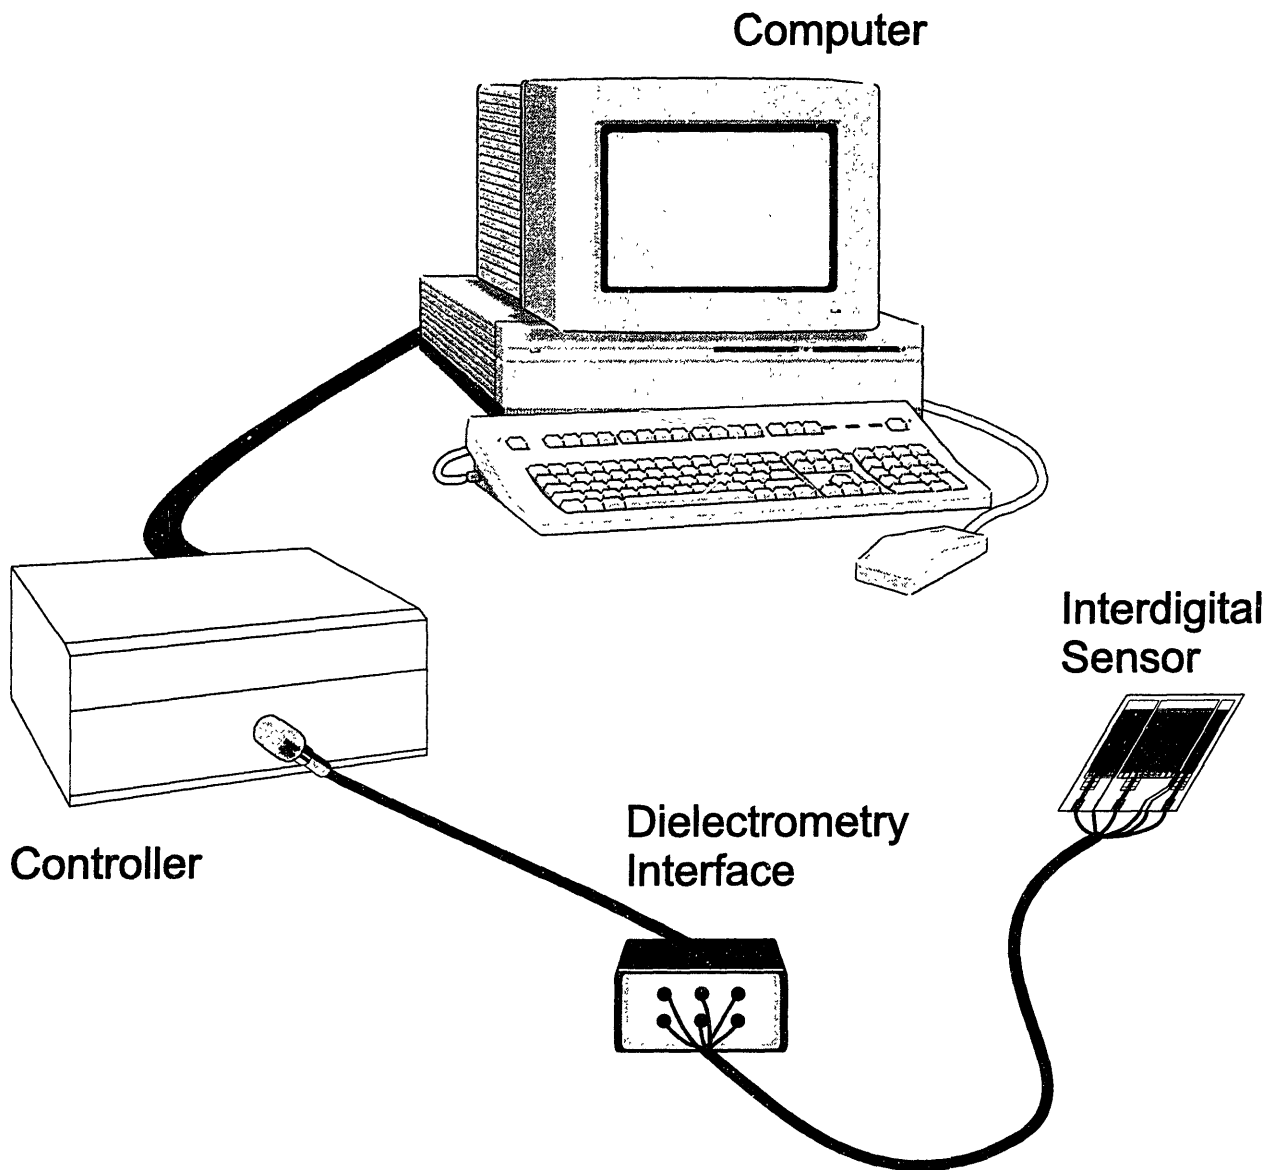 Computer
Interdigital
Sensor
Dielectrometry
Interface
Controller